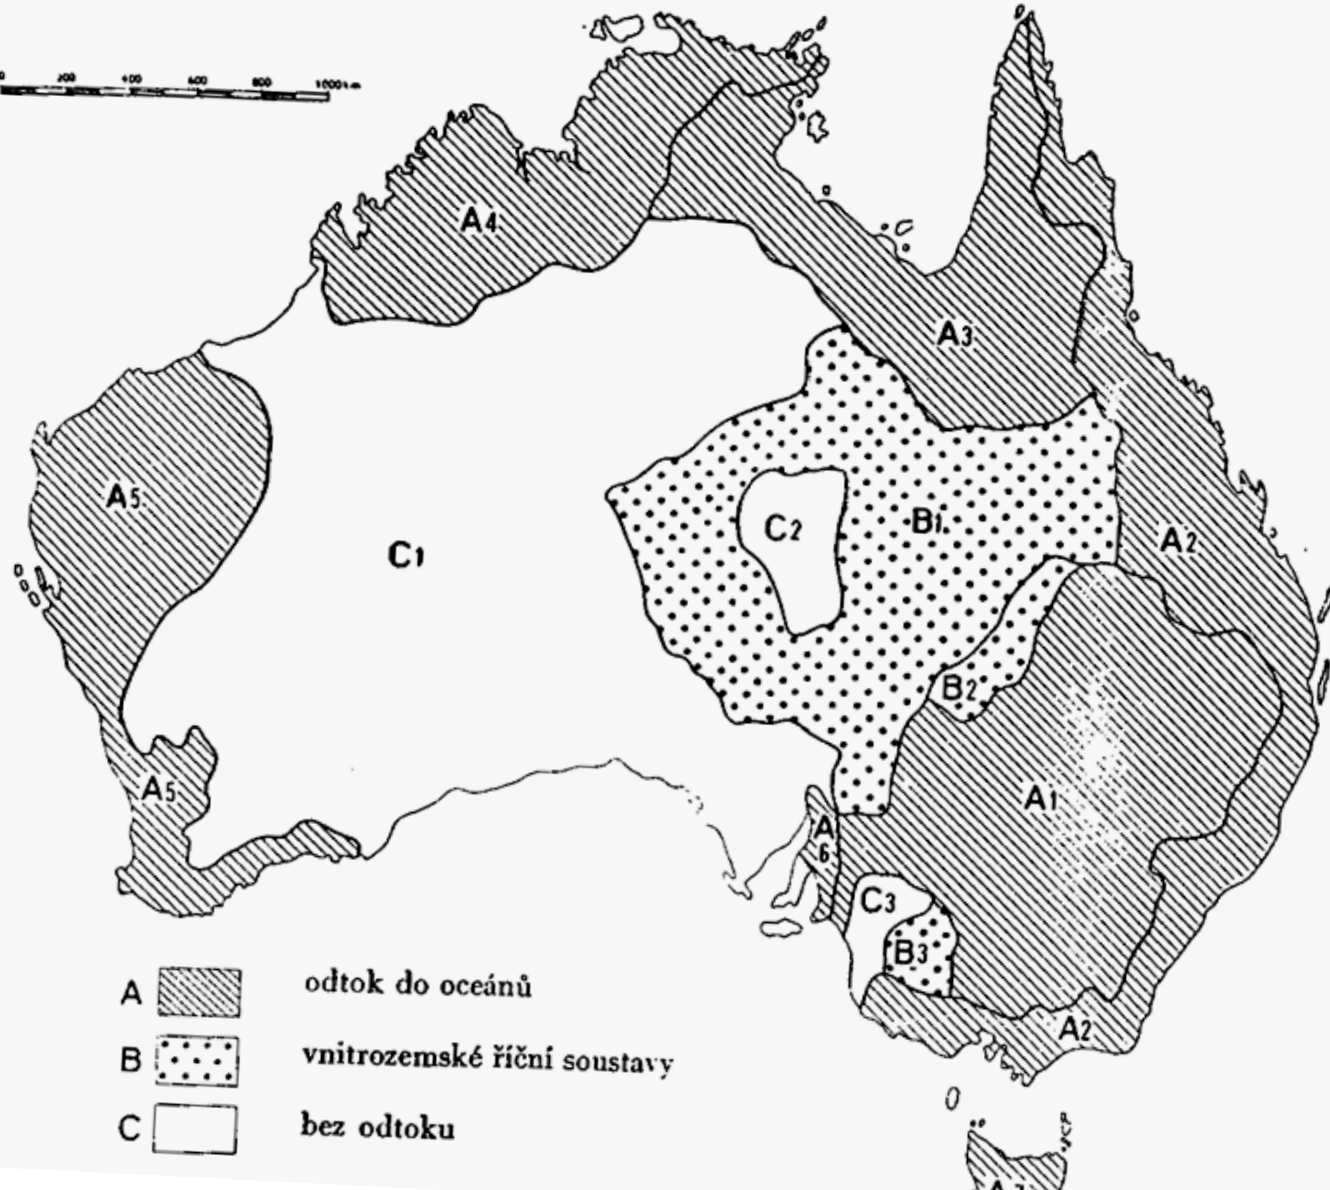 0 200 400 600 800 1000 km
A4
A3
A5
C1
C2
B1
A2
B2
A1
A5
A
6
C3
B3
A2
A odtok do oceánů
B vnitrozemské říční soustavy
C bez odtoku